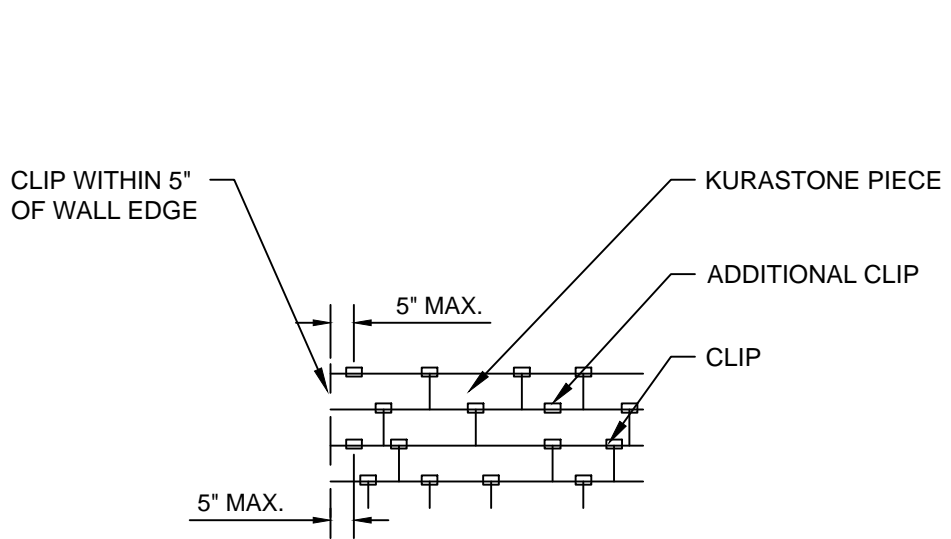 CLIP WITHIN 5"
OF WALL EDGE
KURASTONE PIECE
ADDITIONAL CLIP
5" MAX.
CLIP
5" MAX.